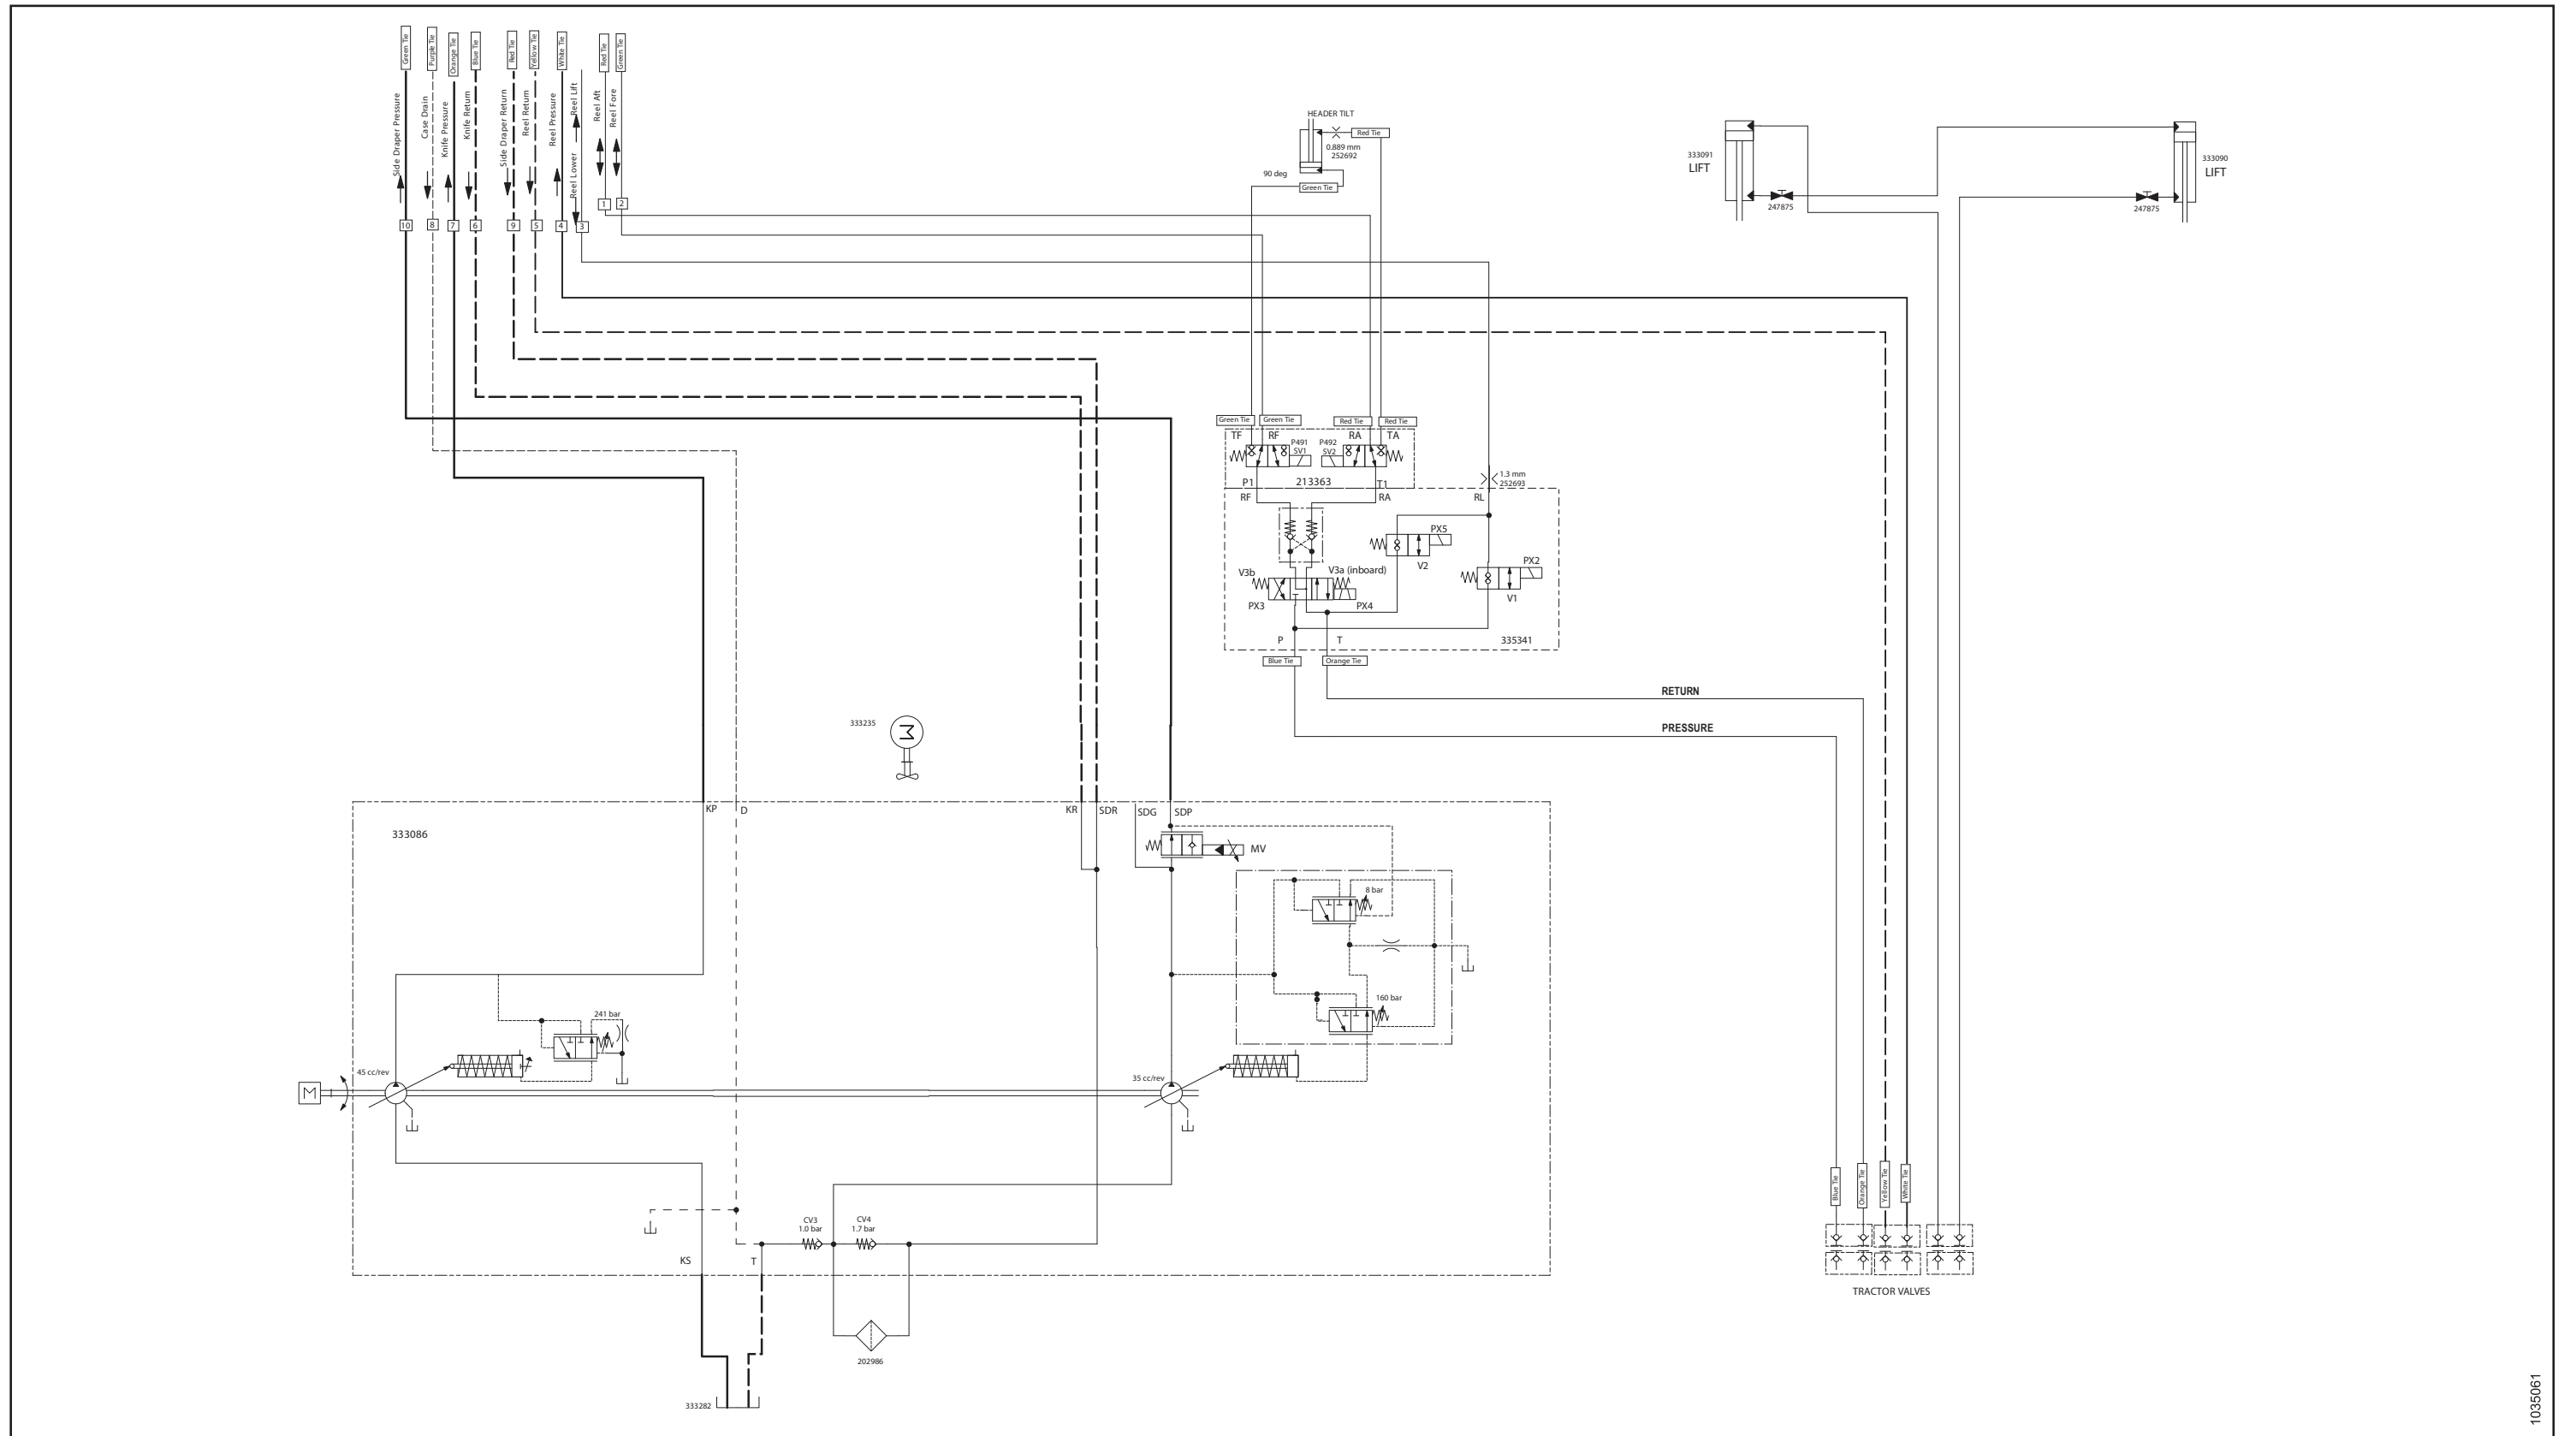 Green Tie
Purple Tie
Orange Tie
Blue Tie
Red Tie
Yellow Tie
White Tie
Red Tie
Green Tie
Side Draper Pressure
Case Drain
Knife Pressure
Knife Return
Side Draper Return
Reel Return
Reel Pressure
Reel Lower
Reel Lift
Reel Aft
Reel Fore
10
8
7
6
9
5
4
3
1
2
HEADER TILT
Red Tie
0.889 mm
252692
90 deg
Green Tie
333091
LIFT
247875
333090
LIFT
247875
Green Tie
Green Tie
Red Tie
Red Tie
TF
RF
RA
TA
P491
SV1
P492
SV2
P1
213363
T1
RF
RA
RL
1.3 mm
252693
PX5
V2
PX2
V1
V3b
V3a (inboard)
PX3
PX4
P
T
335341
Blue Tie
Orange Tie
RETURN
PRESSURE
333235
M
KP
D
KR
SDR
SDG
SDP
333086
MV
8 bar
160 bar
241 bar
45 cc/rev
35 cc/rev
M
CV3
1.0 bar
CV4
1.7 bar
KS
T
202986
333282
Blue Tie
Orange Tie
Yellow Tie
White Tie
TRACTOR VALVES
1035061